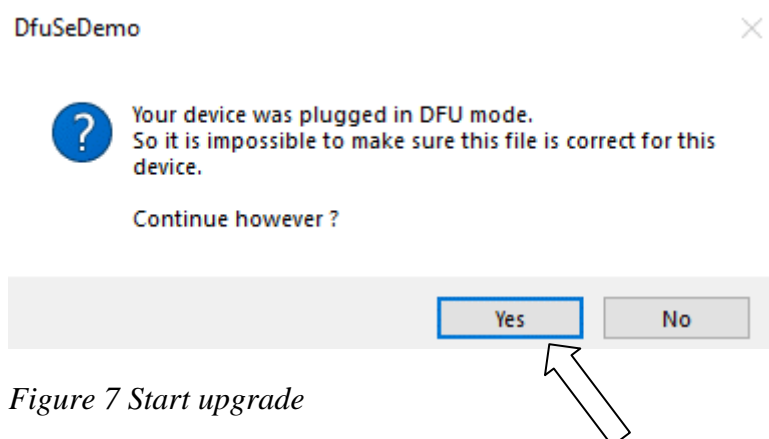 DfuSeDemo
Your device was plugged in DFU mode.
So it is impossible to make sure this file is correct for this
device.
Continue however ?
Yes No
Figure 7 Start upgrade